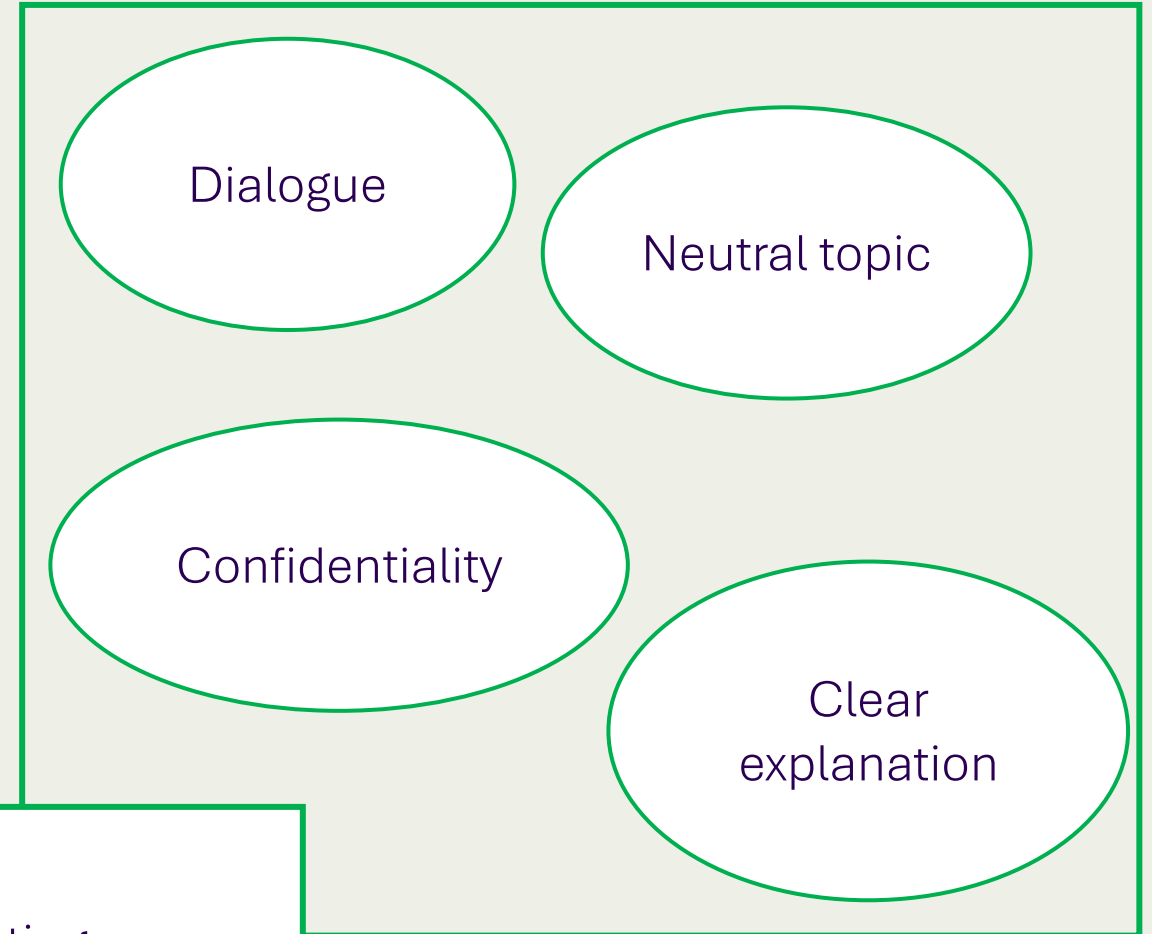 Dialogue
Neutral topic
Confidentiality
Clear
explanation